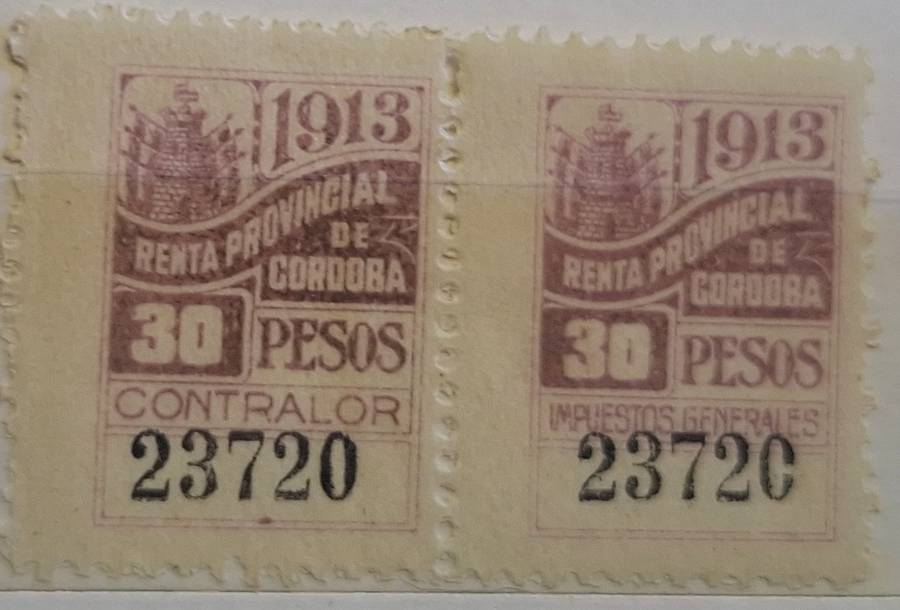 1913
RENTA PROVINCIAL
DE
CORDOBA
30 PESOS
CONTRALOR
23720
1913
RENTA PROVINCIAL
DE
CORDOBA
30 PESOS
IMPUESTOS GENERALES
23720